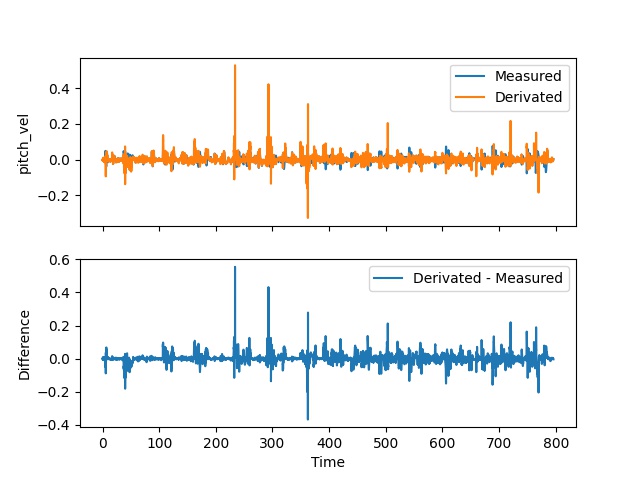 0.4
0.2
0.0
−0.2
pitch_vel
Measured
Derivated
0.6
0.4
0.2
0.0
−0.2
−0.4
Difference
Derivated - Measured
0 100 200 300 400 500 600 700 800
Time